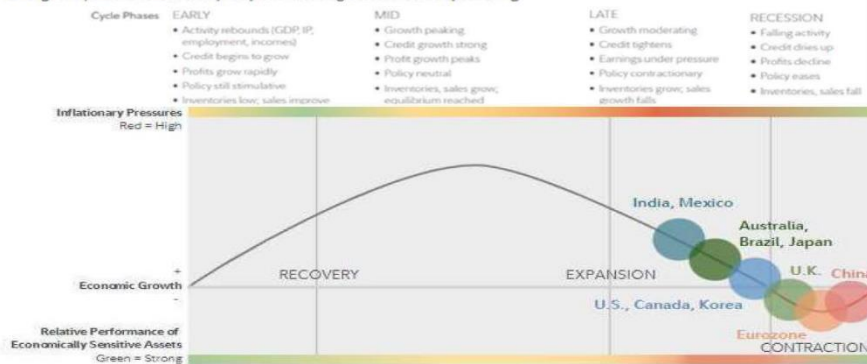 Cycle Phases
EARLY
• Activity rebounds (GDP, IP,
employment, incomes)
• Credit begins to grow
• Profits grow rapidly
• Policy still stimulative
• Inventories low; sales improve
MID
• Growth peaking
• Credit growth strong
• Profit growth peaks
• Policy neutral
• Inventories, sales grow;
equilibrium reached
LATE
• Growth moderating
• Credit tightens
• Earnings under pressure
• Policy contractionary
• Inventories grow; sales
growth falls
RECESSION
• Falling activity
• Credit dries up
• Profits decline
• Policy eases
• Inventories, sales fall
Inflationary Pressures
Red = High
India, Mexico
Australia,
Brazil, Japan
RECOVERY
EXPANSION
U.K.
China
+
Economic Growth
-
U.S., Canada, Korea
Eurozone
CONTRACTION
Relative Performance of
Economically Sensitive Assets
Green = Strong